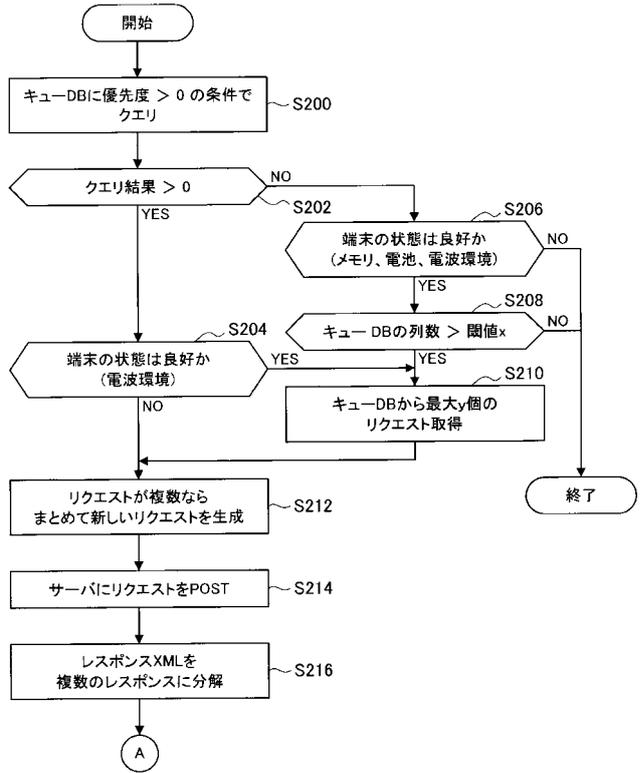 開始
キューDBに優先度 > 0 の条件で
クエリ
S200
クエリ結果 > 0
NO
S202
YES
S206
端末の状態は良好か
(メモリ、電池、電波環境)
NO
YES
S208
キューDBの列数 > 閾値x
NO
YES
S204
端末の状態は良好か
(電波環境)
YES
NO
S210
キューDBから最大y個の
リクエスト取得
リクエストが複数なら
まとめて新しいリクエストを生成
S212
終了
サーバにリクエストをPOST
S214
レスポンスXMLを
複数のレスポンスに分解
S216
A